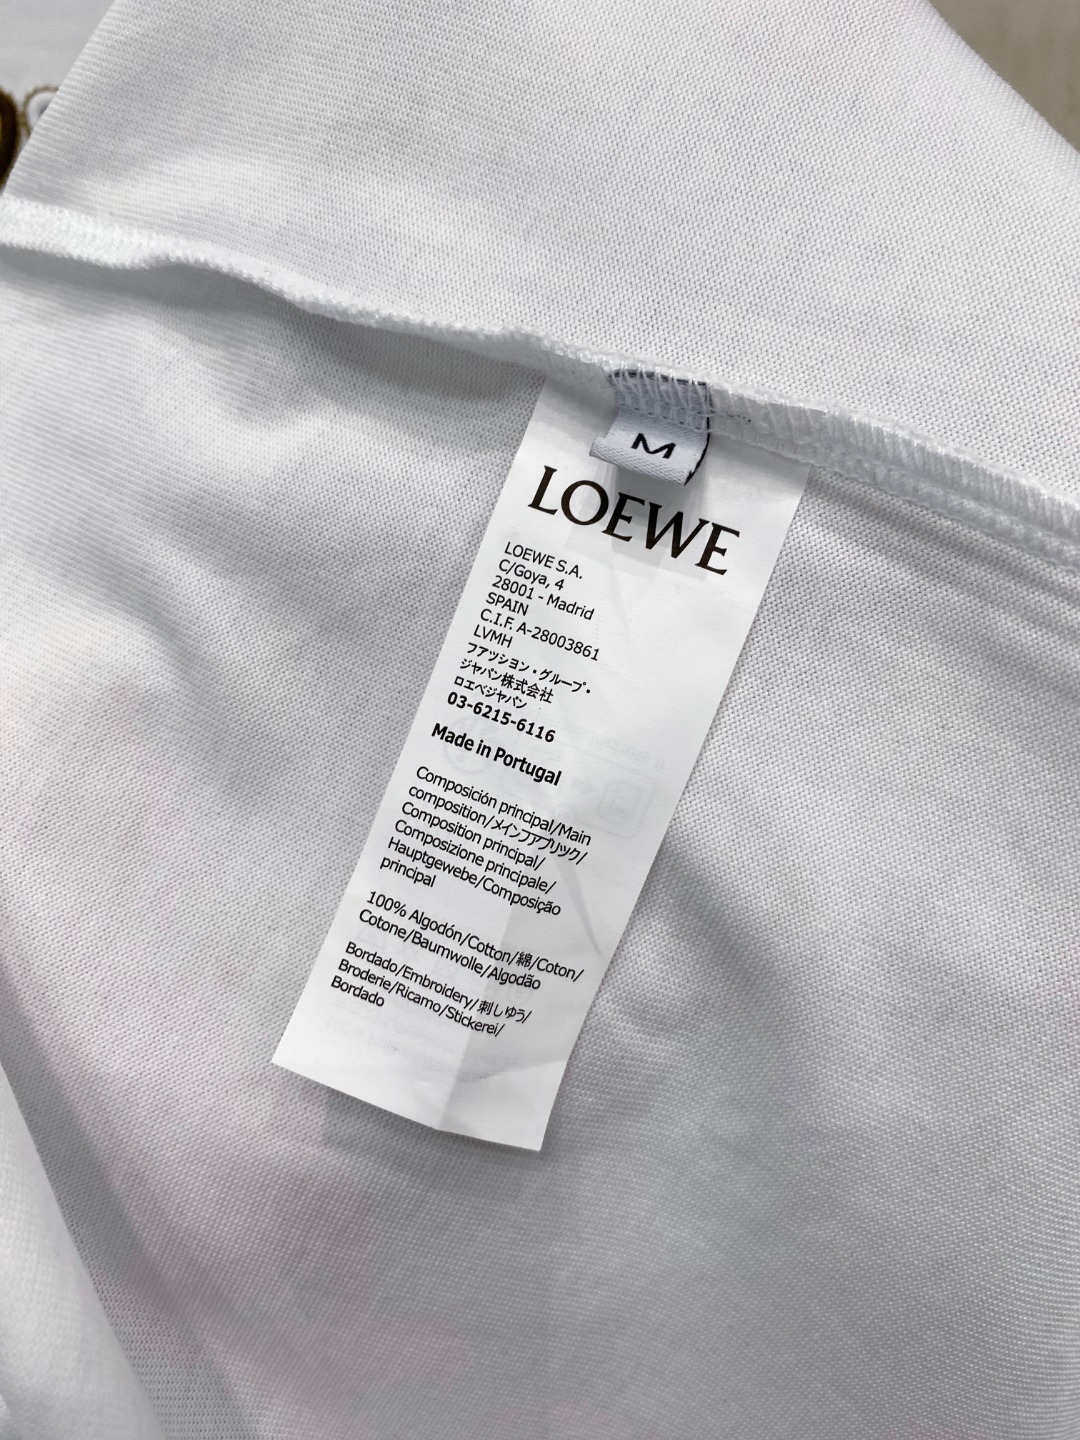 M
LOEWE
LOEWE S.A.
C/Goya, 4
28001 - Madrid
SPAIN
C.I.F. A-28003861
LVMH
ファッション・グループ・
ジャパン株式会社
ロエベジャパン
03-6215-6116
Made in Portugal
Composición principal/Main
composition/メインファブリック/
Composition principal/
Composizione principale/
Hauptgewebe/Composição
principal
100% Algodón/Cotton/綿/Coton/
Cotone/Baumwolle/Algodão
Bordado/Embroidery/刺しゆう/
Broderie/Ricamo/Stickerei/
Bordado